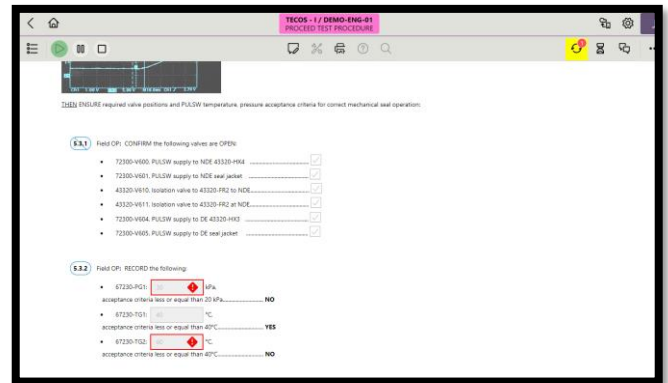 TECOS - I / DEMO-ENG-01
PROCEED TEST PROCEDURE
THEN ENSURE required valve positions and PULSW temperature, pressure acceptance criteria for correct mechanical seal operation:
5.3.1 Field OP: CONFIRM the following valves are OPEN:
• 72300-V600, PULSW supply to NDE 43320-HX4
• 72300-V601, PULSW supply to NDE seal jacket
• 43320-V610, Isolation valve to 43320-FR2 to NDE
• 43320-V611, Isolation valve to 43320-FR2 at NDE
• 72300-V604, PULSW supply to DE 43320-HX3
• 72300-V605, PULSW supply to DE seal jacket
5.3.2 Field OP: RECORD the following:
• 67230-PG1: kPa,
acceptance criteria less or equal than 20 kPa NO
• 67230-TG1: °C,
acceptance criteria less or equal than 40°C YES
• 67230-TG2: °C,
acceptance criteria less or equal than 40°C NO